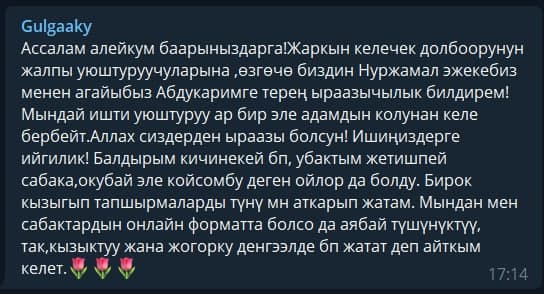 Gulgaaky
Ассалам алейкум баарыныздарга!Жаркын келечек долбоорунун
жалпы уюштуруучуларына ,өзгөчө биздин Нуржамал эжекебиз
менен агайыбыз Абдукаримге терең ыраазычылык билдирем!
Мындай ишти уюштуруу ар бир эле адамдын колунан келе
бербейт.Аллах сиздерден ыраазы болсун! Ишиңиздерге
ийгилик! Балдырым кичинекей бп, убактым жетишпей
сабака,окубай эле койсомбу деген ойлор да болду. Бирок
кызыгып тапшырмаларды түнү мн аткарып жатам. Мындан мен
сабактардын онлайн форматта болсо да аябай түшүнүктүү,
так,кызыктуу жана жогорку денгээлде бп жатат деп айткым
келет.🌷🌷🌷
17:14